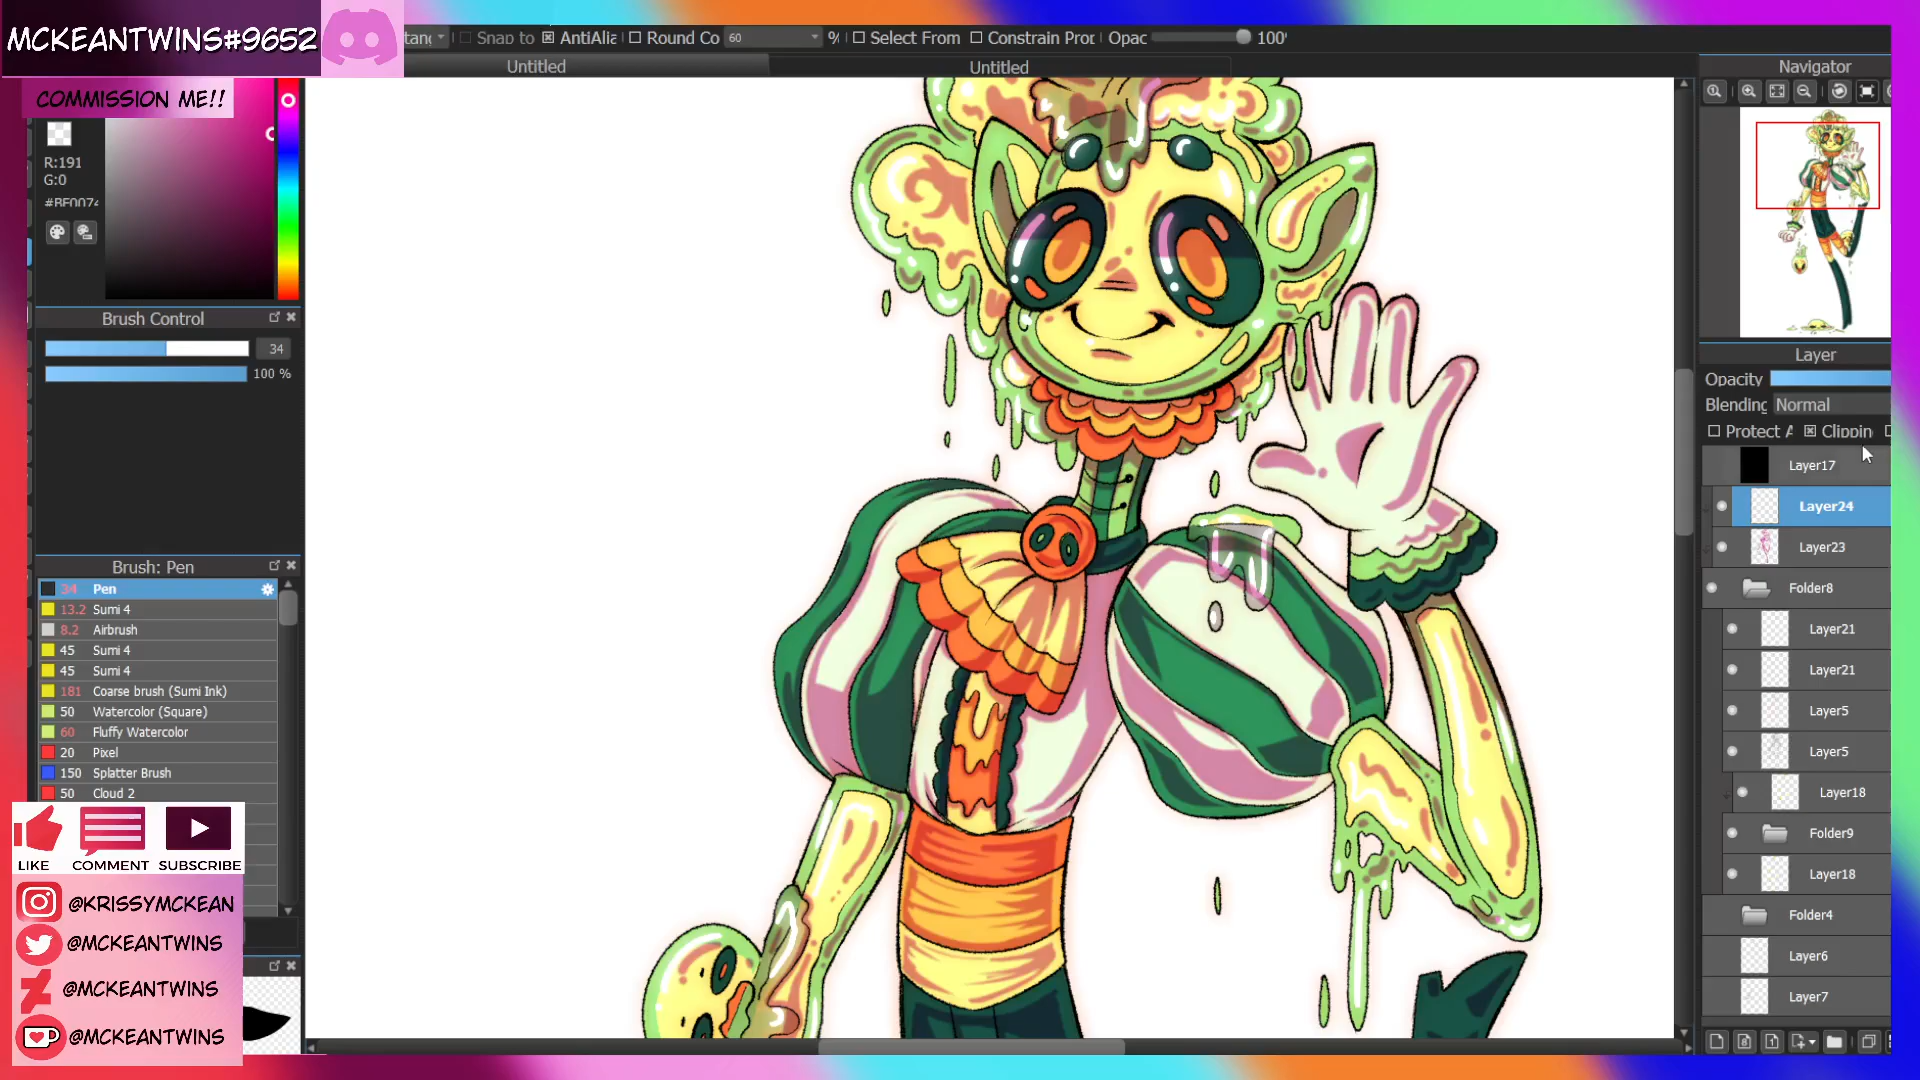 MCKEANTWINS#9652
COMMISSION ME!!
Snap to
AntiAlia
Round Co
60
%
Select From
Constrain Pro
Opac
100
Untitled
Untitled
Navigator
R:191
G:0
Brush Control
34
100 %
Brush: Pen
34 Pen
13.2 Sumi 4
8.2 Airbrush
45 Sumi 4
45 Sumi 4
181 Coarse brush (Sumi Ink)
50 Watercolor (Square)
60 Fluffy Watercolor
20 Pixel
150 Splatter Brush
50 Cloud 2
LIKE COMMENT SUBSCRIBE
@KRISSYMCKEAN
@MCKEANTWINS
@MCKEANTWINS
@MCKEANTWINS
Layer
Opacity
Blending Normal
Protect A
Clippin
Layer17
Layer24
Layer23
Folder8
Layer21
Layer21
Layer5
Layer5
Layer18
Folder9
Layer18
Folder4
Layer6
Layer7